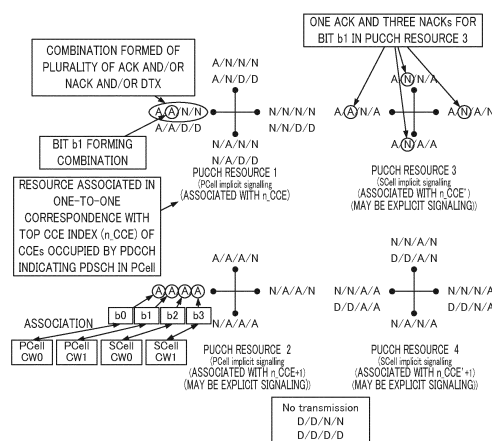 COMBINATION FORMED OF
PLURALITY OF ACK AND/OR
NACK AND/OR DTX
A/N/N/N
A/N/D/D
A/A/N/N
A/A/D/D
N/N/N/N
N/N/D/D
N/A/N/N
N/A/D/D
BIT b1 FORMING
COMBINATION
PUCCH RESOURCE 1
(PCell implicit signalling
(ASSOCIATED WITH n_CCE)
RESOURCE ASSOCIATED IN
ONE-TO-ONE
CORRESPONDENCE WITH
TOP CCE INDEX (n_CCE) OF
CCEs OCCUPIED BY PDCCH
INDICATING PDSCH IN PCell
ONE ACK AND THREE NACKs FOR
BIT b1 IN PUCCH RESOURCE 3
A/N/N/A
A/A/N/A
A/N/A/N
A/N/A/A
PUCCH RESOURCE 3
(SCell implicit signalling
(ASSOCIATED WITH n_CCE')
(MAY BE EXPLICIT SIGNALLING))
A/A/A/N
A/A/A/A
N/A/A/N
N/A/A/A
b0 b1 b2 b3
ASSOCIATION
PCell
CW0
PCell
CW1
SCell
CW0
SCell
CW1
PUCCH RESOURCE 2
(PCell implicit signalling
(ASSOCIATED WITH n_CCE+1)
(MAY BE EXPLICIT SIGNALLING))
N/N/A/N
D/D/A/N
N/N/A/A
D/D/A/A
N/N/N/A
D/D/N/A
N/A/N/A
PUCCH RESOURCE 4
(SCell implicit signalling
(ASSOCIATED WITH n_CCE'+1)
(MAY BE EXPLICIT SIGNALLING))
No transmission
D/D/N/N
D/D/D/D